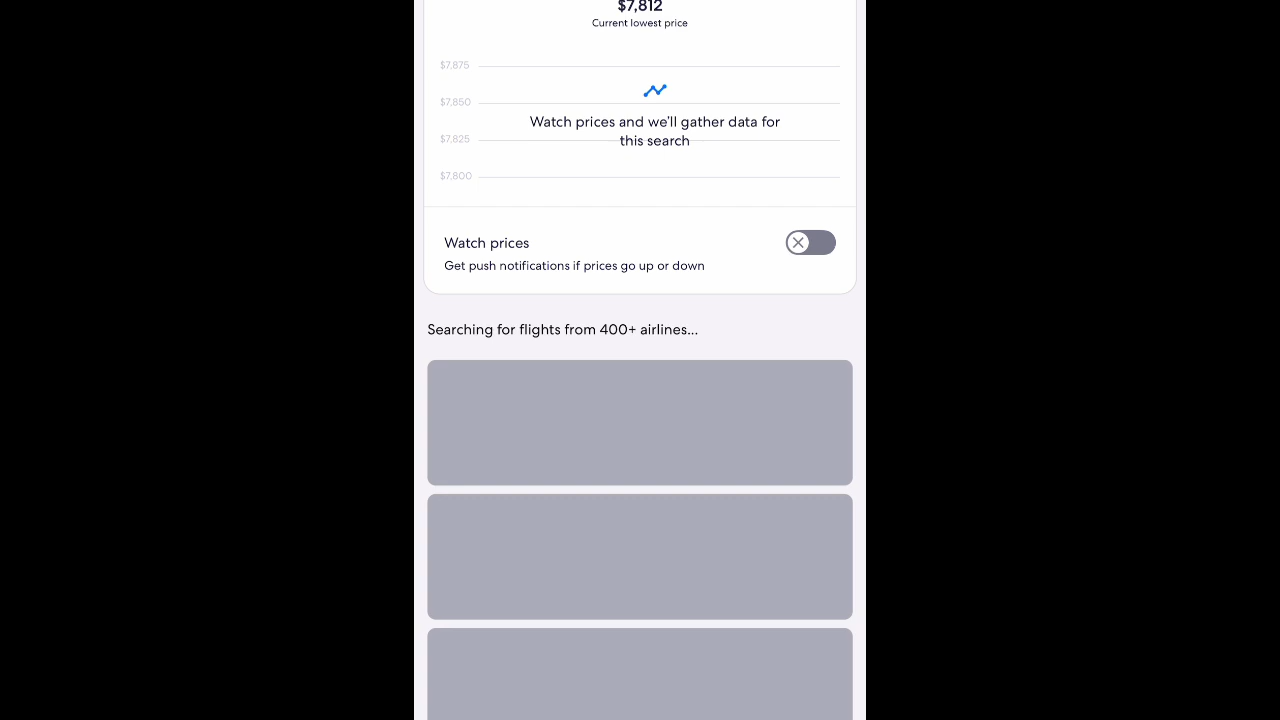 $7,812
Current lowest price
$7,875
$7,850
Watch prices and we'll gather data for
$7,825
this search
$7,800
Watch prices
Get push notifications if prices go up or down
Searching for flights from 400+ airlines...